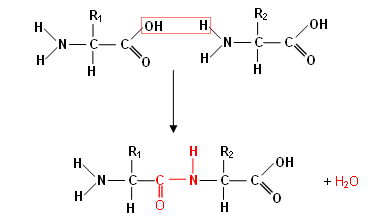 R1 R2
H OH H OH
N C C N C C
H H O H H O
H
R1 R2
H OH
N C C N C C + H2O
H H O H O